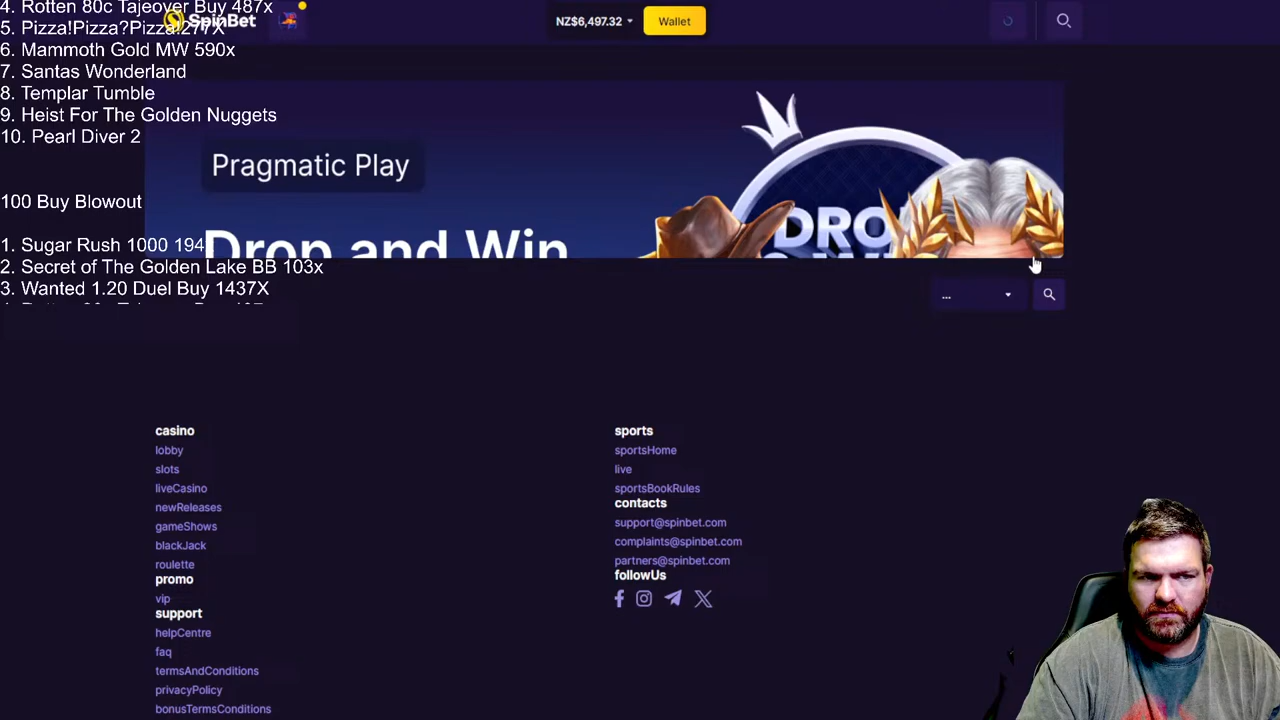 4. Rotten 80c Tajeover Buy 487x
5. Pizza!Pizza?Pizza!277X
SpinBet
NZ$6,497.32
Wallet
6. Mammoth Gold MW 590x
7. Santas Wonderland
8. Templar Tumble
9. Heist For The Golden Nuggets
10. Pearl Diver 2
Pragmatic Play
100 Buy Blowout
Drop and Win
DRO
1. Sugar Rush 1000 194
2. Secret of The Golden Lake BB 103x
3. Wanted 1.20 Duel Buy 1437X
...
casino
lobby
slots
liveCasino
newReleases
gameShows
blackJack
roulette
promo
vip
support
helpCentre
faq
termsAndConditions
privacyPolicy
bonusTermsConditions
sports
sportsHome
live
sportsBookRules
contacts
support@spinbet.com
complaints@spinbet.com
partners@spinbet.com
followUs